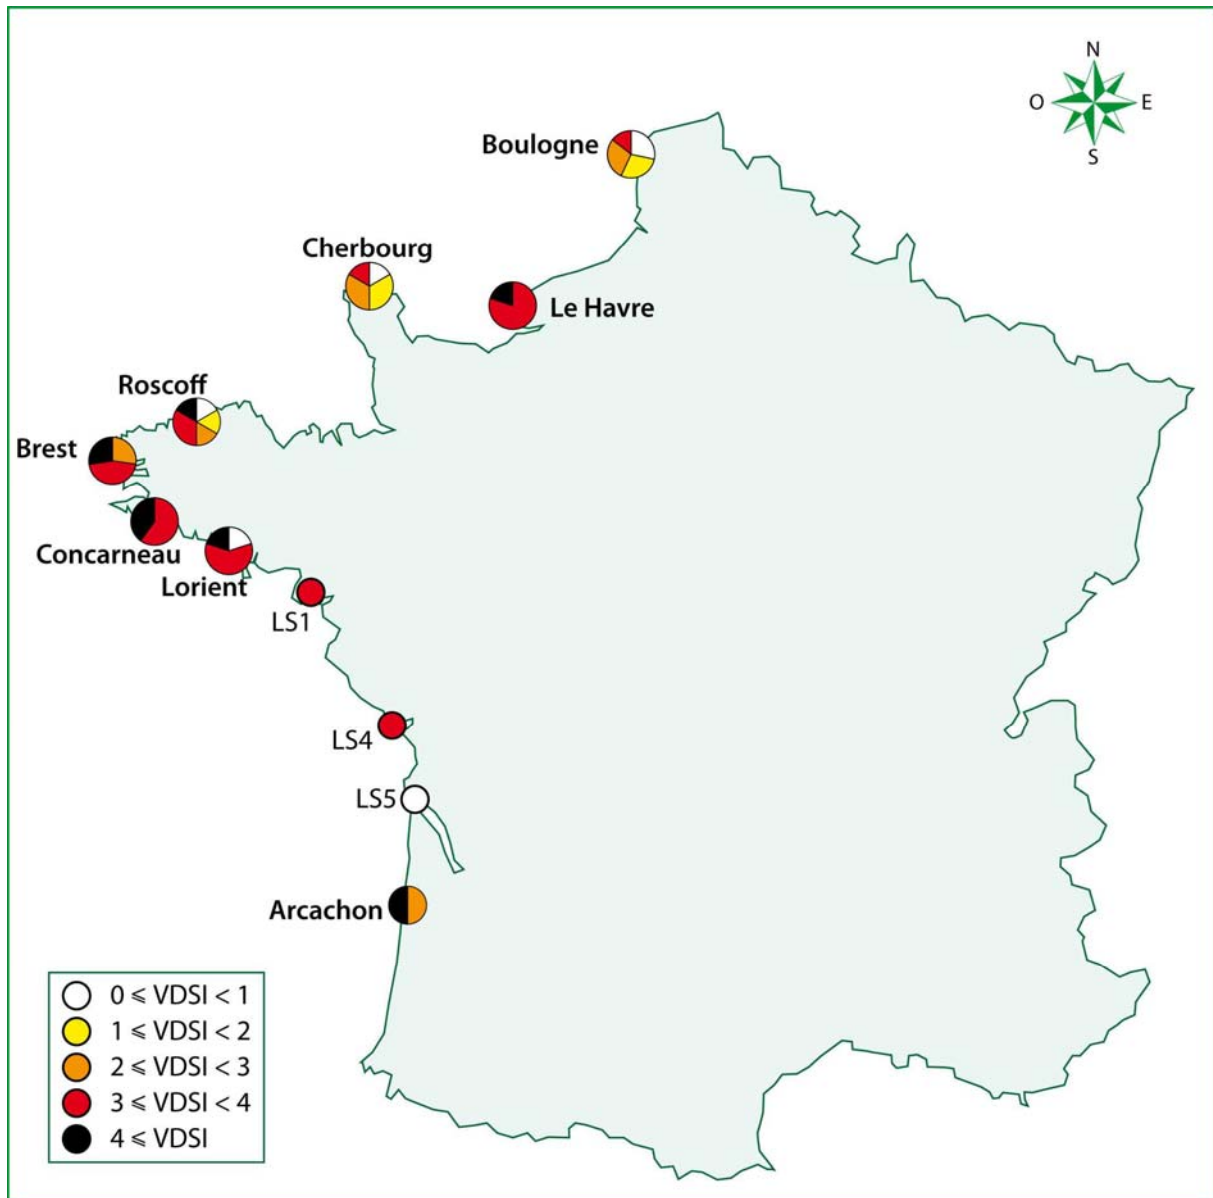 N
O
E
S
Boulogne
Cherbourg
Le Havre
Roscoff
Brest
Concarneau
Lorient
LS1
LS4
LS5
Arcachon
0 ⩽ VDSI < 1
1 ⩽ VDSI < 2
2 ⩽ VDSI < 3
3 ⩽ VDSI < 4
4 ⩽ VDSI